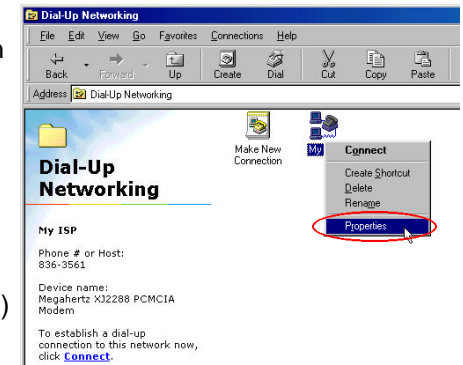 Dial-Up Networking
File Edit View Go Favorites Connections Help
Back Forward Up Create Dial Cut Copy Paste
Address Dial-Up Networking
Make New
Connection
My
Connect
Create Shortcut
Delete
Rename
Properties
Dial-Up
Networking
My ISP
Phone # or Host:
836-3561
Device name:
Megahertz XJ2288 PCMCIA
Modem
To establish a dial-up
connection to this network now,
click Connect.
n
)